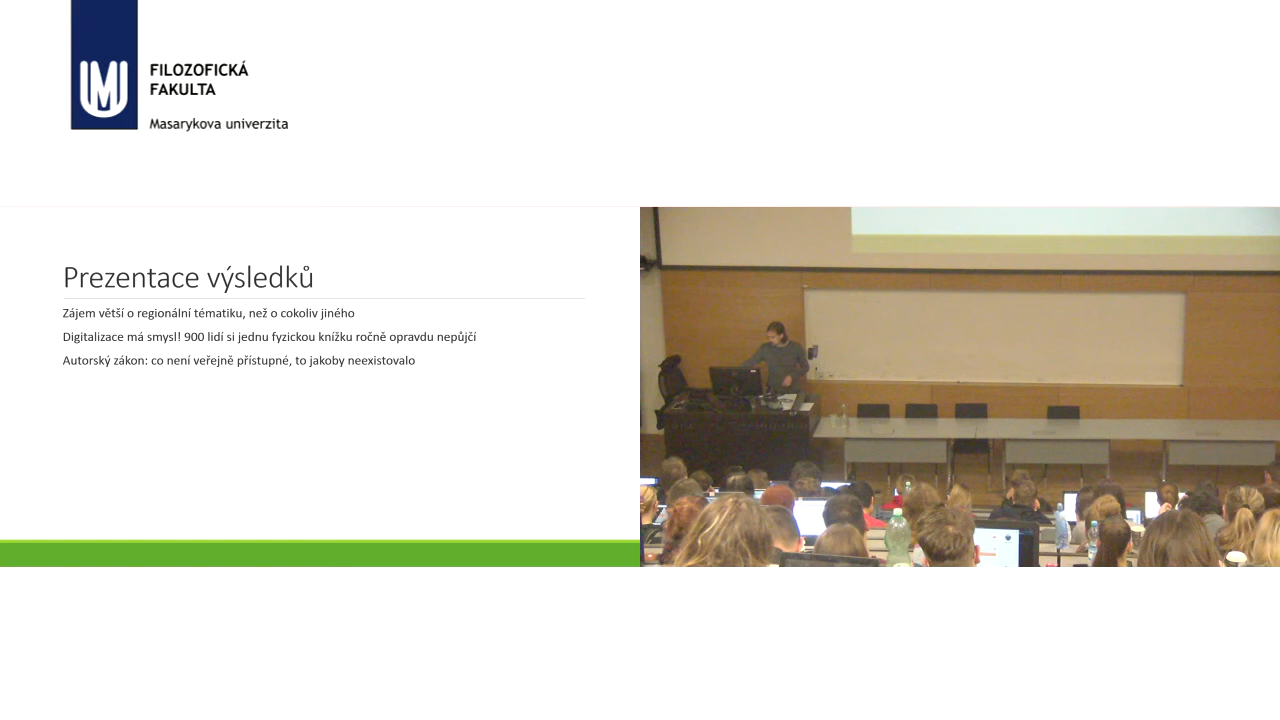 FILOZOFICKÁ
FAKULTA
Masarykova univerzita
Prezentace výsledků
Zájem větší o regionální tématiku, než o cokoliv jiného
Digitalizace má smysl! 900 lidí si jednu fyzickou knížku ročně opravdu nepůjčí
Autorský zákon: co není veřejně přístupné, to jakoby neexistovalo